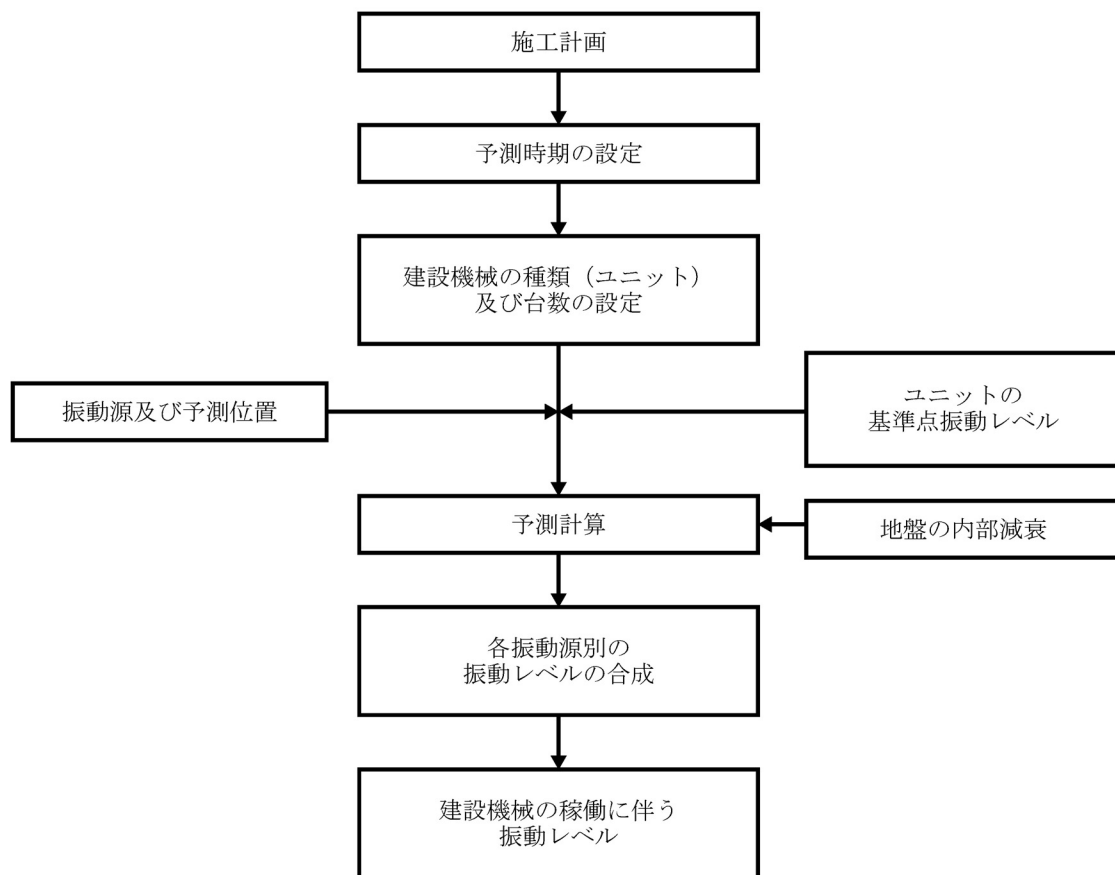 施工計画
予測時期の設定
建設機械の種類（ユニット）
及び台数の設定
振動源及び予測位置
ユニットの
基準点振動レベル
予測計算
地盤の内部減衰
各振動源別の
振動レベルの合成
建設機械の稼働に伴う
振動レベル